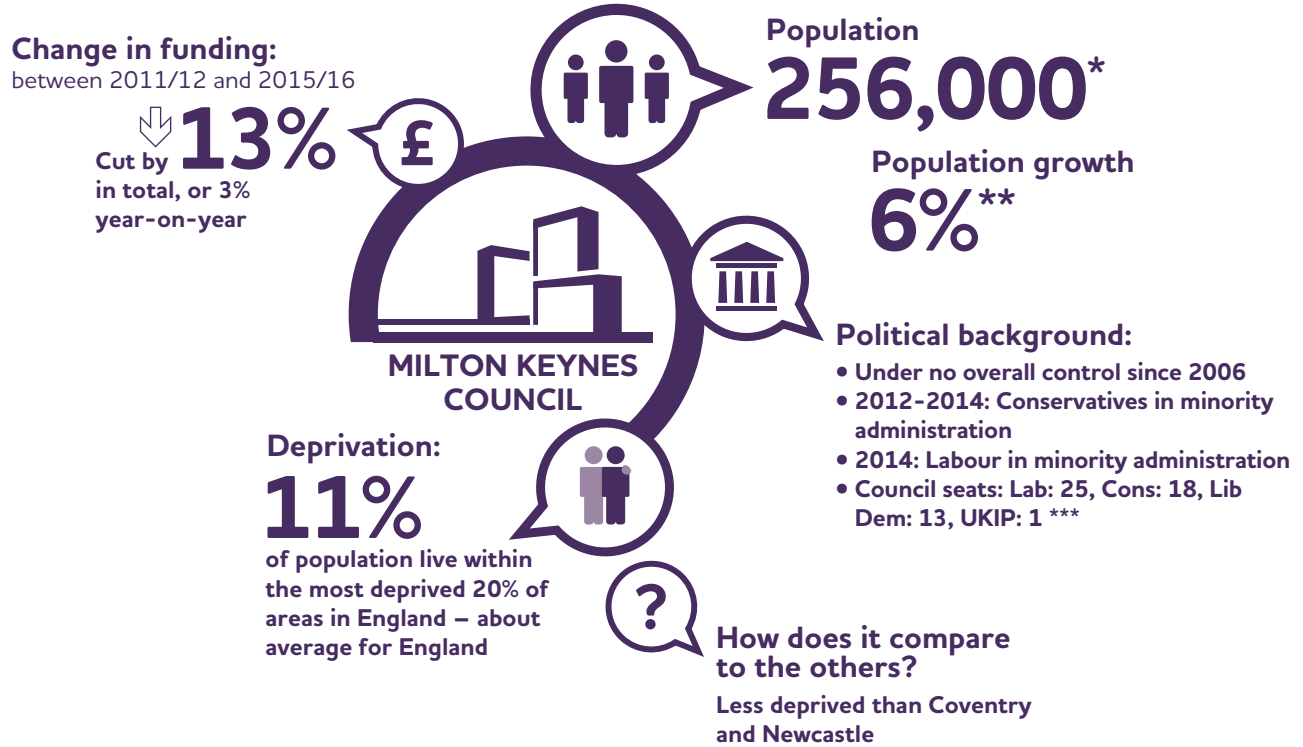 Change in funding:
between 2011/12 and 2015/16
Cut by 13%
in total, or 3%
year-on-year
£
Population
256,000*
Population growth
6%**
MILTON KEYNES
COUNCIL
Political background:
• Under no overall control since 2006
• 2012-2014: Conservatives in minority
administration
• 2014: Labour in minority administration
• Council seats: Lab: 25, Cons: 18, Lib
Dem: 13, UKIP: 1 ***
Deprivation:
11%
of population live within
the most deprived 20% of
areas in England – about
average for England
?
How does it compare
to the others?
Less deprived than Coventry
and Newcastle